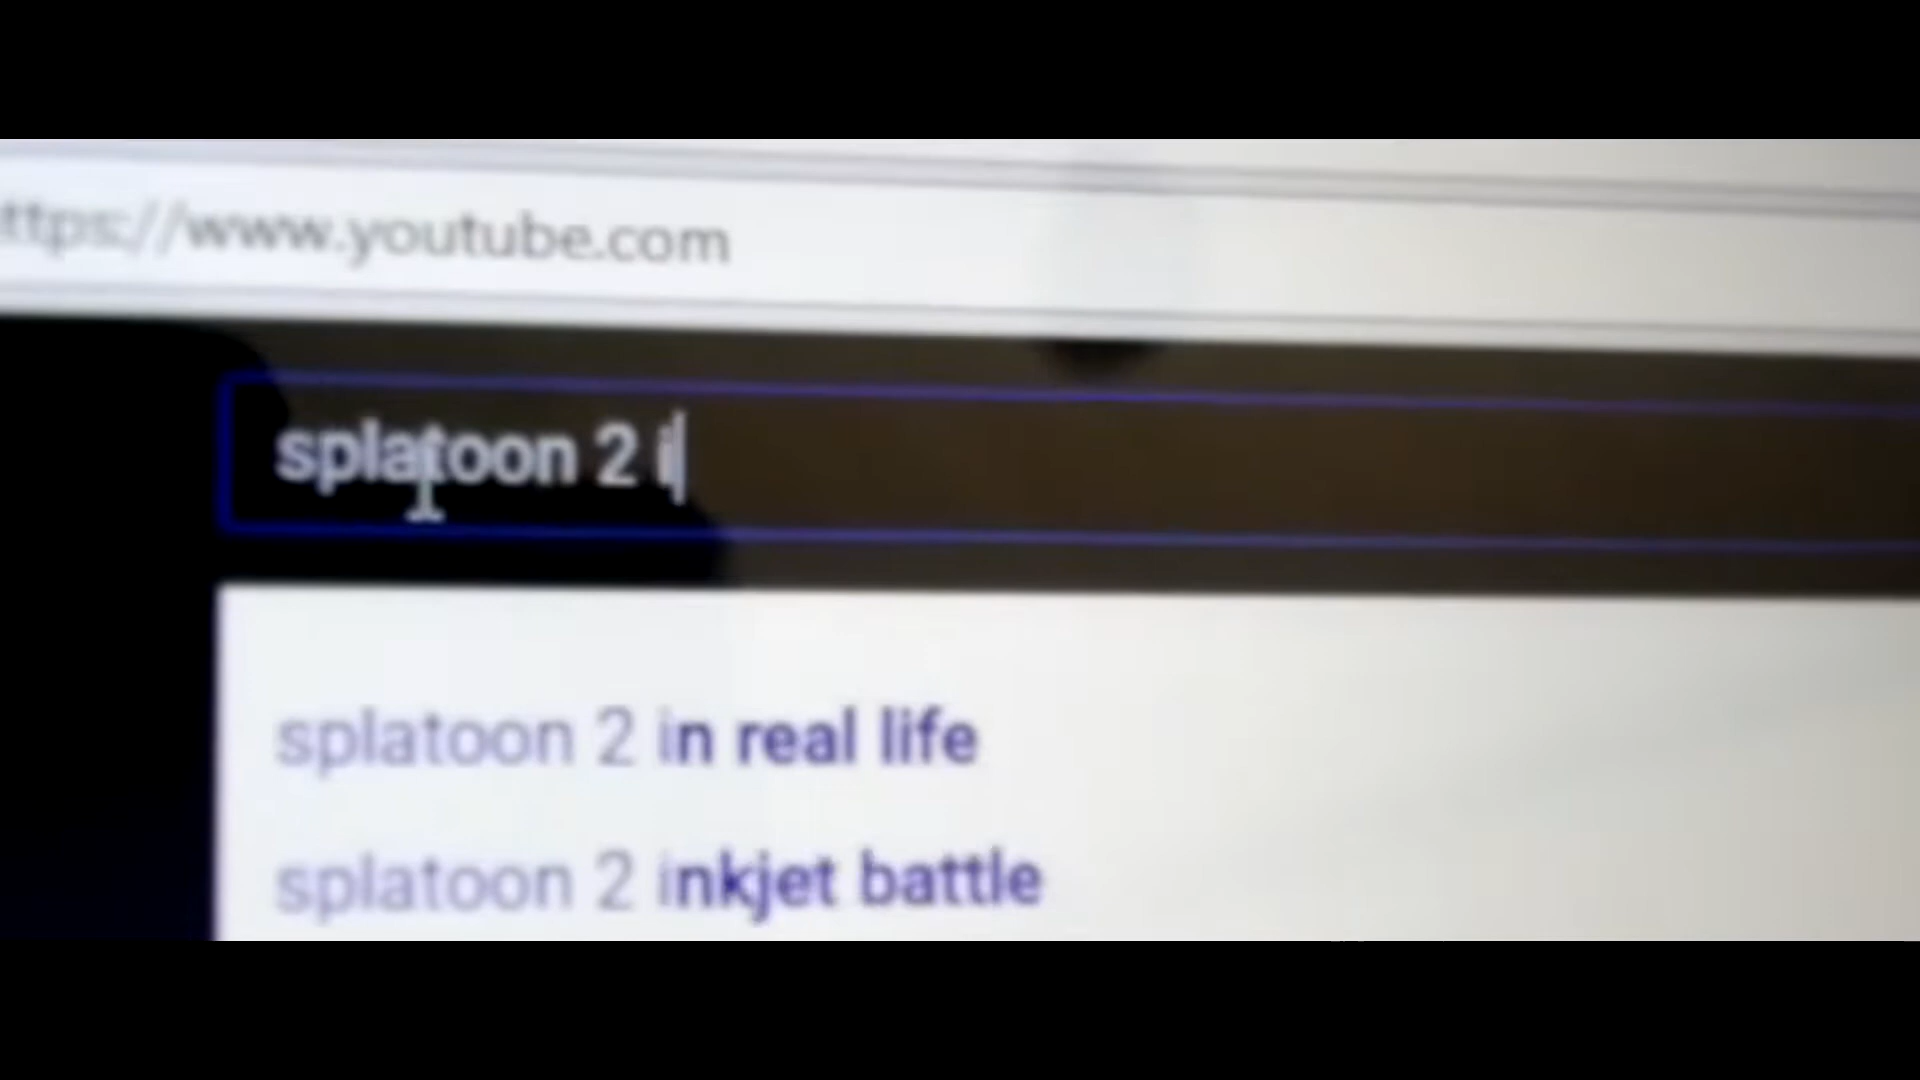 ttps://www.youtube.com
splatoon 2 i
splatoon 2 in real life
splatoon 2 inkjet battle